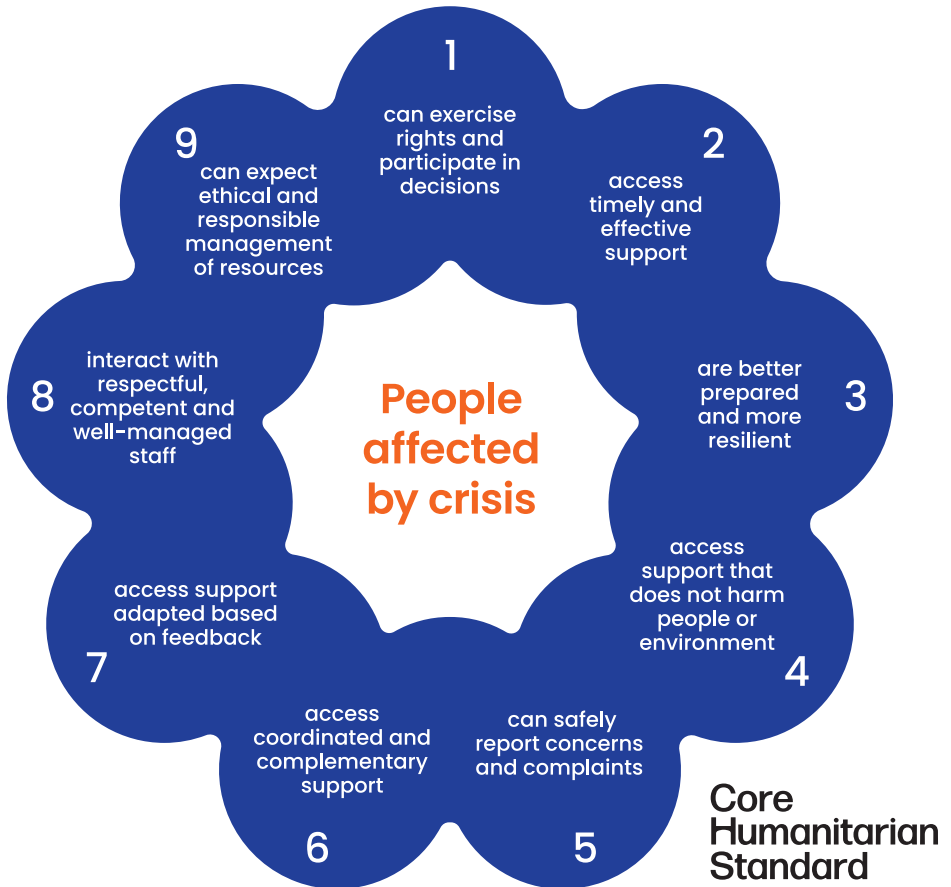 1
can exercise
rights and
participate in
decisions
2
access
timely and
effective
support
3
are better
prepared
and more
resilient
4
access
support that
does not harm
people or
environment
5
can safely
report concerns
and complaints
6
access
coordinated and
complementary
support
7
access support
adapted based
on feedback
8
interact with
respectful,
competent and
well-managed
staff
9
can expect
ethical and
responsible
management
of resources
People
affected
by crisis
Core
Humanitarian
Standard